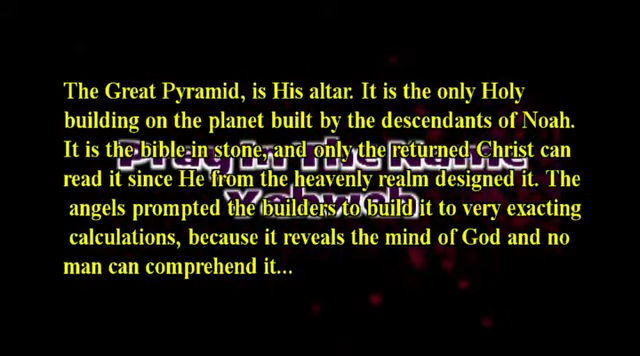 The Great Pyramid, is His altar. It is the only Holy
building on the planet built by the descendants of Noah.
It is the bible in stone, and only the returned Christ can
read it since He from the heavenly realm designed it. The
angels prompted the builders to build it to very exacting
calculations, because it reveals the mind of God and no
man can comprehend it...
Pray In The Name
Yahweh